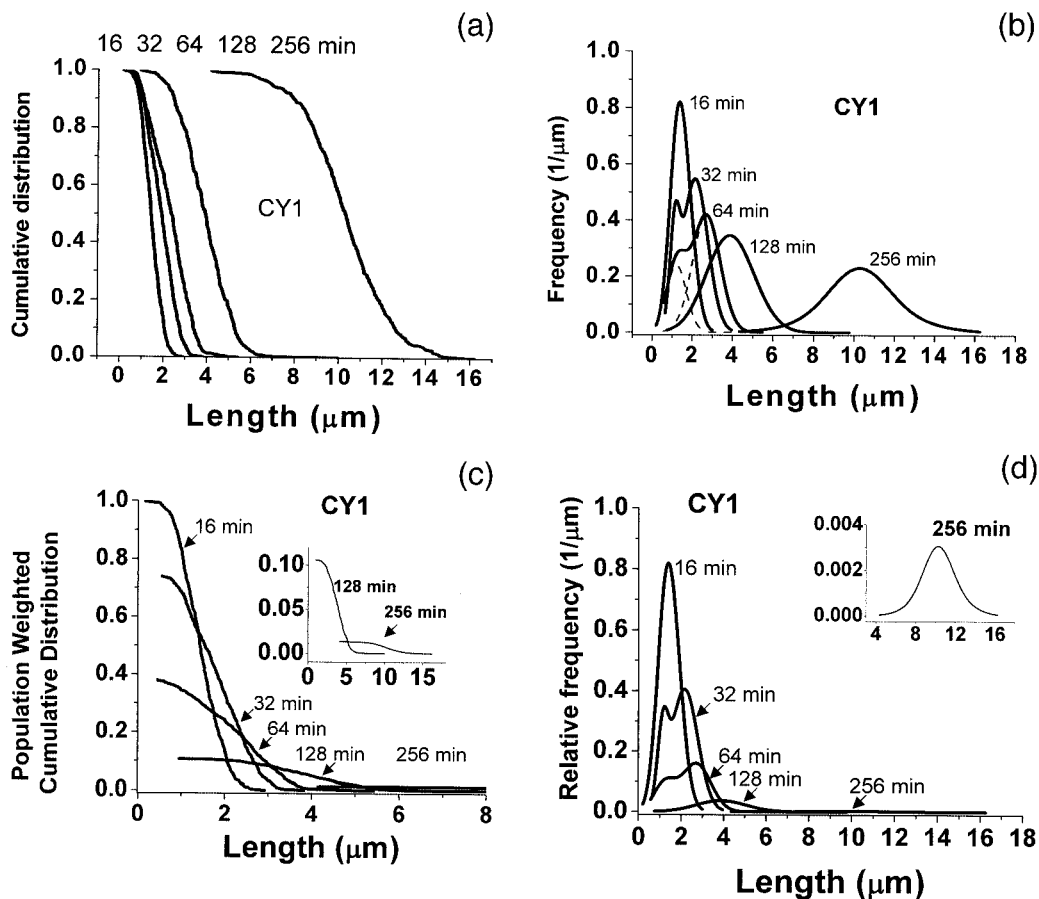 (a)
16 32 64 128 256 min
1.0
0.8
0.6
0.4
0.2
0.0
Cumulative distribution
CY1
0 2 4 6 8 10 12 14 16
Length (μm)
(b)
1.0
0.8
0.6
0.4
0.2
0.0
Frequency (1/μm)
CY1
16 min
32 min
64 min
128 min
256 min
0 2 4 6 8 10 12 14 16 18
Length (μm)
(c)
CY1
1.0
0.8
0.6
0.4
0.2
0.0
Population Weighted
Cumulative Distribution
16 min
0.10
0.05
0.00
128 min
256 min
0 5 10 15
32 min
64 min
128 min
256 min
0 2 4 6 8
Length (μm)
(d)
CY1
1.0
0.8
0.6
0.4
0.2
0.0
Relative frequency (1/μm)
16 min
0.004
0.002
0.000
256 min
4 8 12 16
32 min
64 min
128 min
256 min
0 2 4 6 8 10 12 14 16 18
Length (μm)